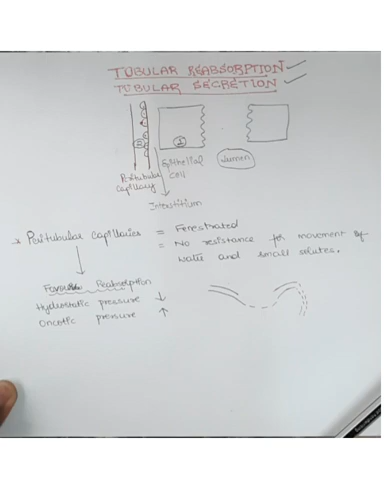 TUBULAR REABSORPTION
TUBULAR SECRETION
Epithelial
cell
Lumen
Peritubular
capillary
Interstitium
Peritubular capillaries = Fenestrated
= No resistance for movement of
water and small solutes.
Favours Reabsorption
Hydrostatic pressure ↓
Oncotic pressure ↑